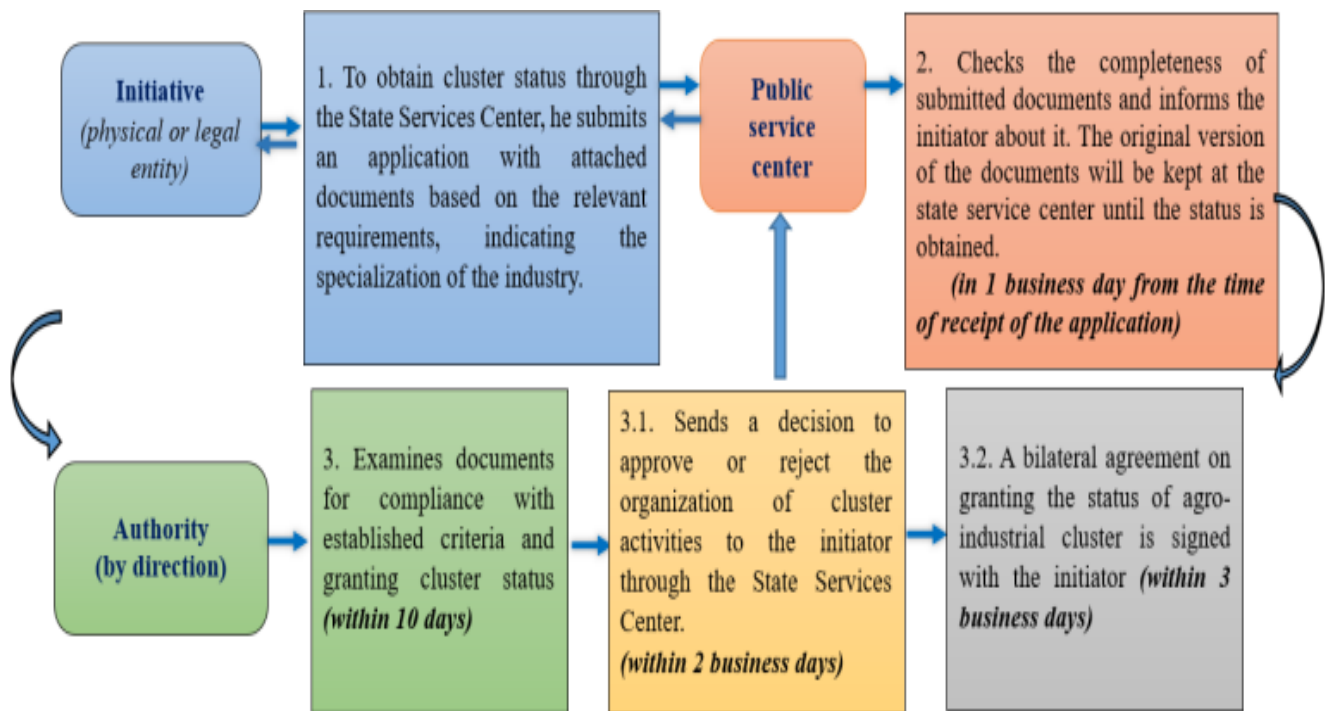 Initiative
(physical or legal
entity)
1. To obtain cluster status through
the State Services Center, he submits
an application with attached
documents based on the relevant
requirements, indicating the
specialization of the industry.
Public
service
center
2. Checks the completeness of
submitted documents and informs the
initiator about it. The original version
of the documents will be kept at the
state service center until the status is
obtained.
(in 1 business day from the time
of receipt of the application)
Authority
(by direction)
3. Examines documents
for compliance with
established criteria and
granting cluster status
(within 10 days)
3.1. Sends a decision to
approve or reject the
organization of cluster
activities to the initiator
through the State Services
Center.
(within 2 business days)
3.2. A bilateral agreement on
granting the status of agro-
industrial cluster is signed
with the initiator (within 3
business days)